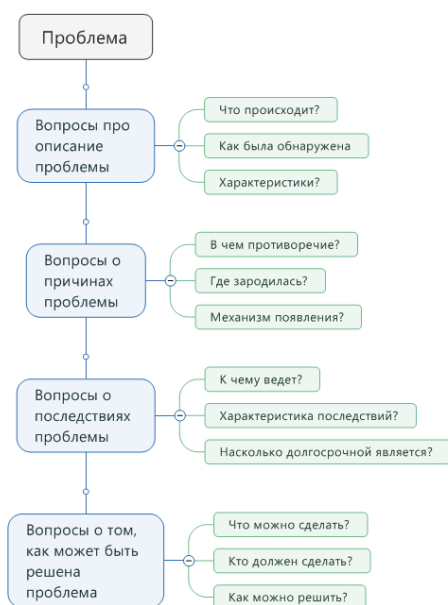 Проблема
Вопросы про
описание
проблемы
Что происходит?
Как была обнаружена
Характеристики?
Вопросы о
причинах
проблемы
В чем противоречие?
Где зародилась?
Механизм появления?
Вопросы о
последствиях
проблемы
К чему ведет?
Характеристика последствий?
Насколько долгосрочной является?
Вопросы о том,
как может быть
решена
проблема
Что можно сделать?
Кто должен сделать?
Как можно решить?